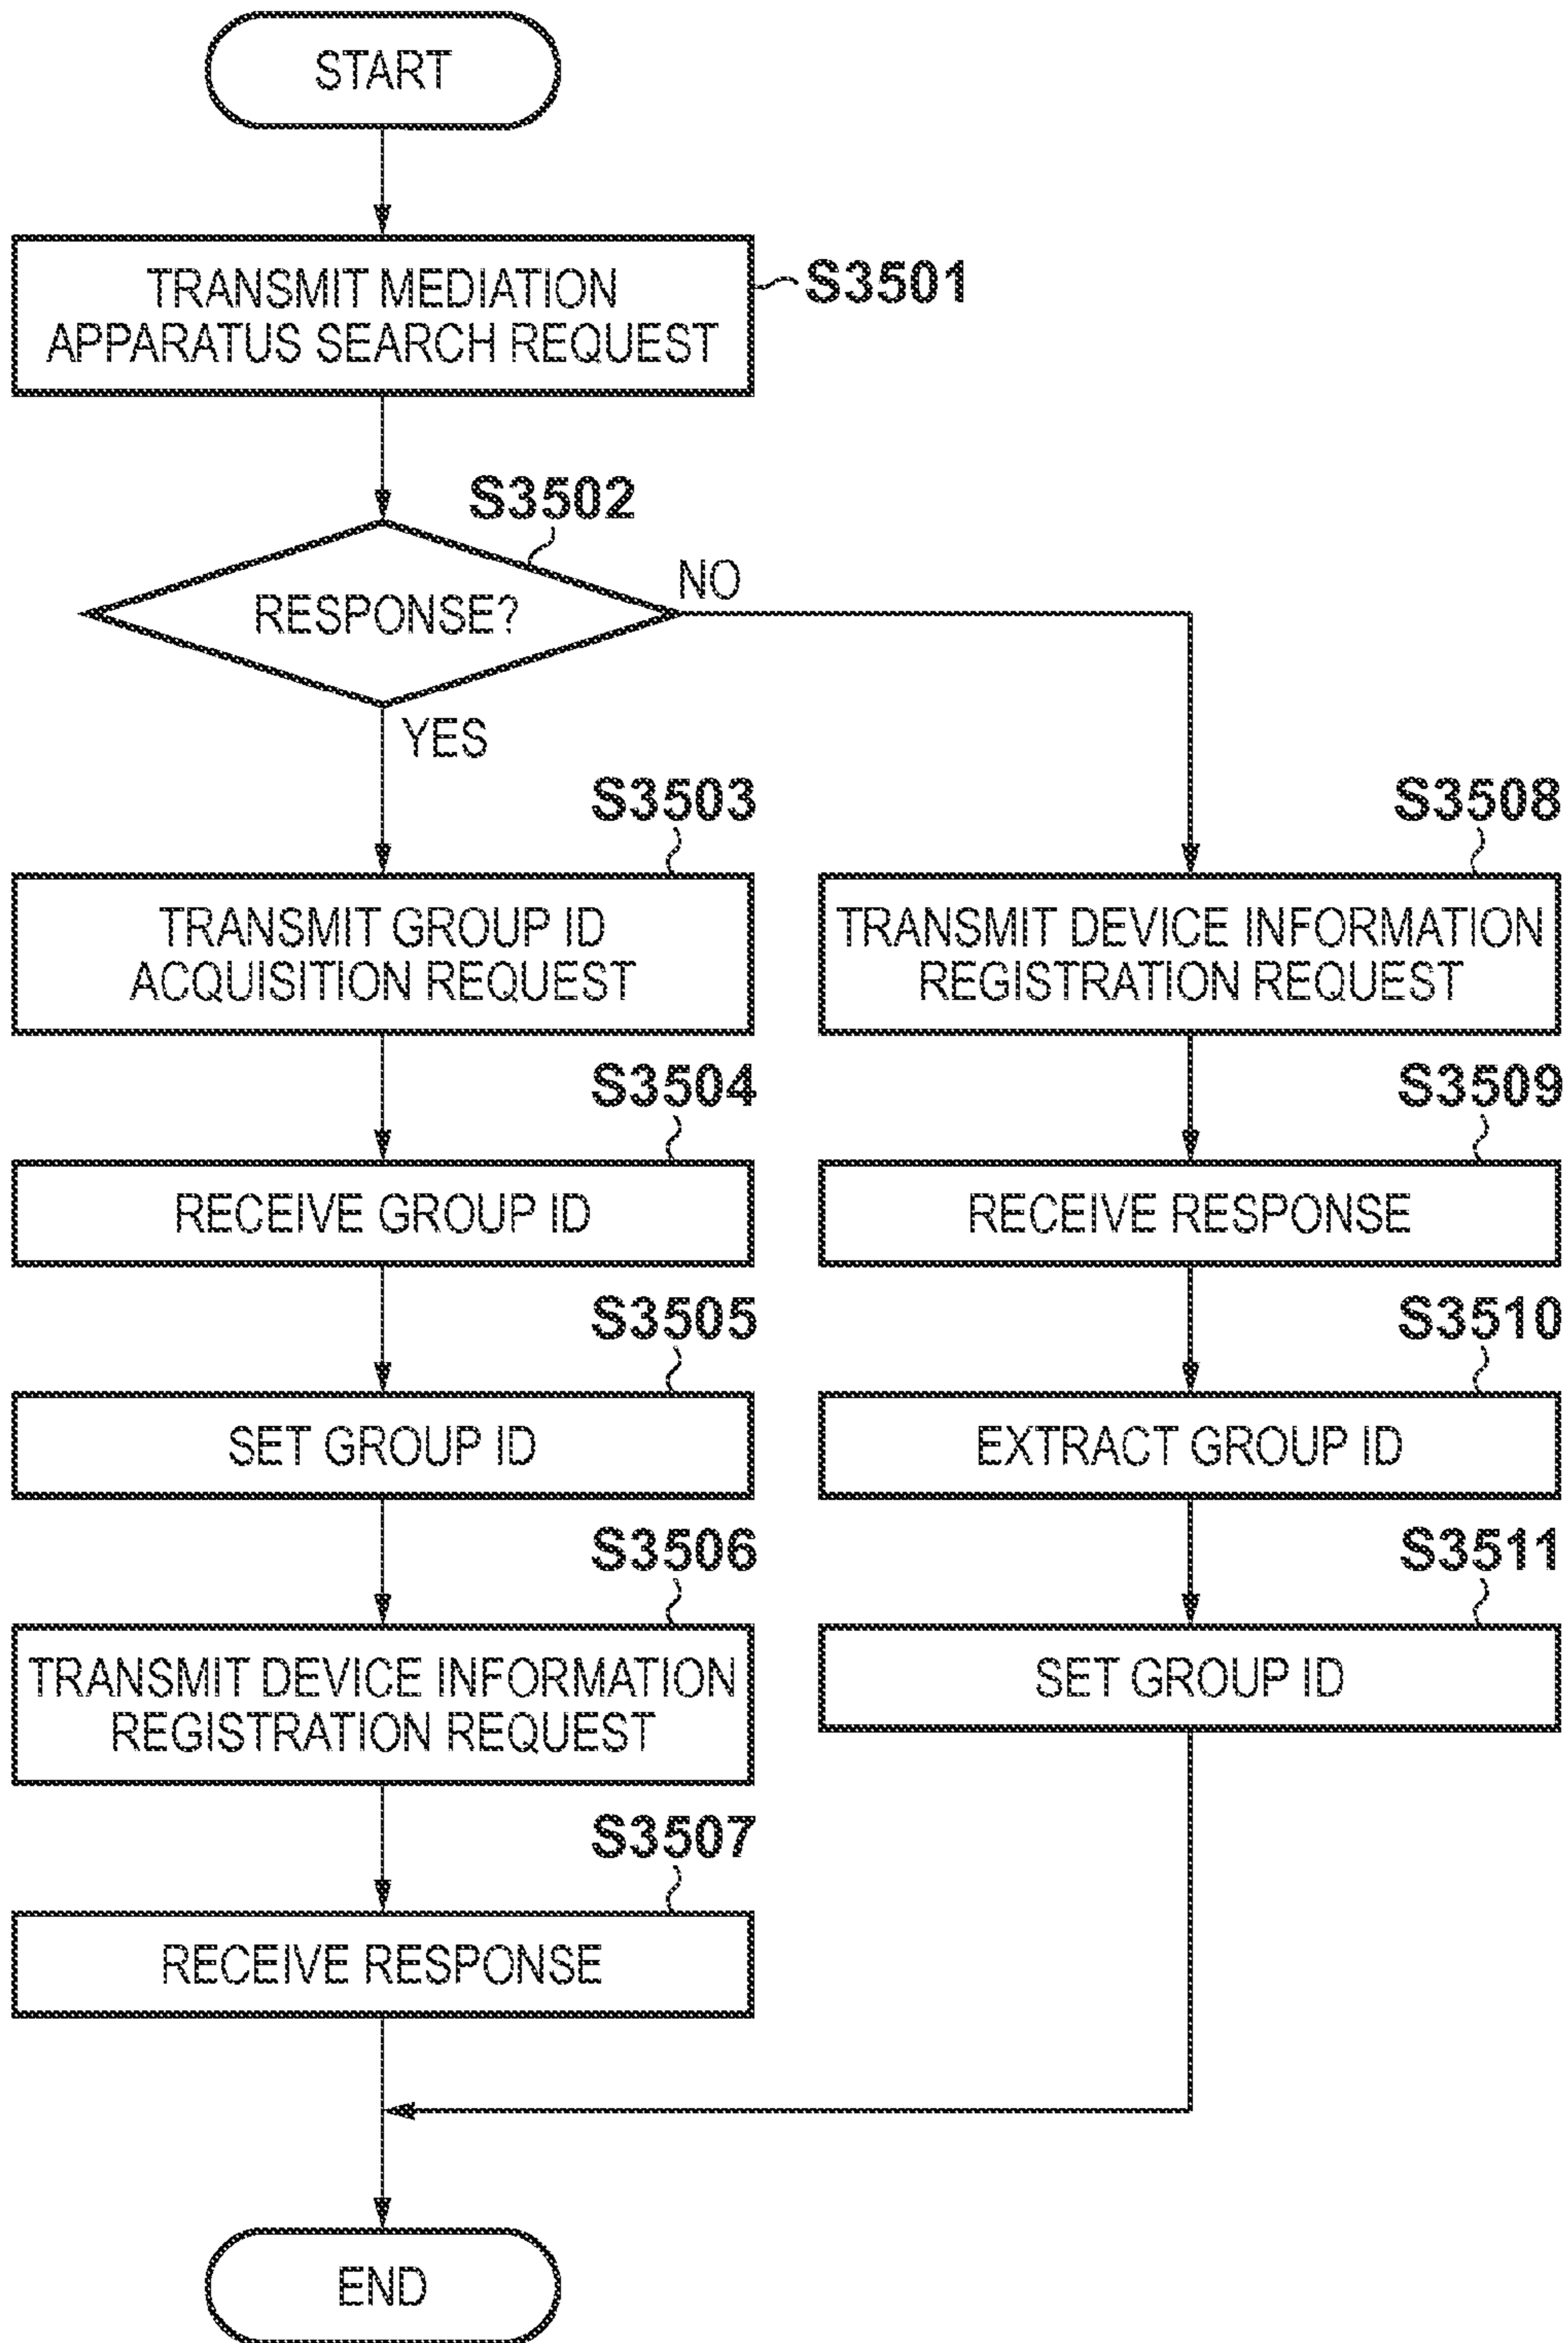 START
TRANSMIT MEDIATION
APPARATUS SEARCH REQUEST
S3501
S3502
RESPONSE?
NO
YES
S3503
TRANSMIT GROUP ID
ACQUISITION REQUEST
S3508
TRANSMIT DEVICE INFORMATION
REGISTRATION REQUEST
S3504
RECEIVE GROUP ID
S3509
RECEIVE RESPONSE
S3505
SET GROUP ID
S3510
EXTRACT GROUP ID
S3506
TRANSMIT DEVICE INFORMATION
REGISTRATION REQUEST
S3511
SET GROUP ID
S3507
RECEIVE RESPONSE
END